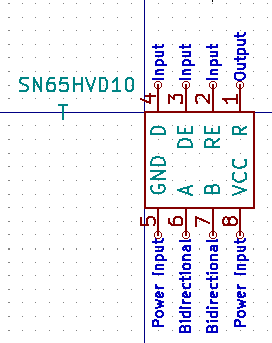 Input
Input
Input
Output
SN65HVD10
T
4
3
2
1
D
DE
RE
R
GND
A
B
VCC
5
6
7
8
Power Input
Bidirectional
Bidirectional
Power Input